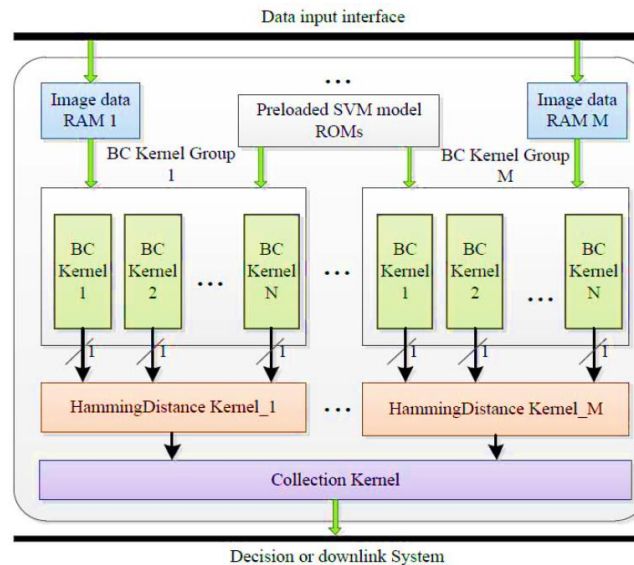 Data input interface
...
Image data
RAM 1
Preloaded SVM model
ROMs
Image data
RAM M
BC Kernel Group
1
BC Kernel Group
M
BC
Kernel
1
BC
Kernel
2
...
BC
Kernel
N
...
BC
Kernel
1
BC
Kernel
2
...
BC
Kernel
N
1
1
1
1
1
1
HammingDistance Kernel_1
...
HammingDistance Kernel_M
Collection Kernel
Decision or downlink System